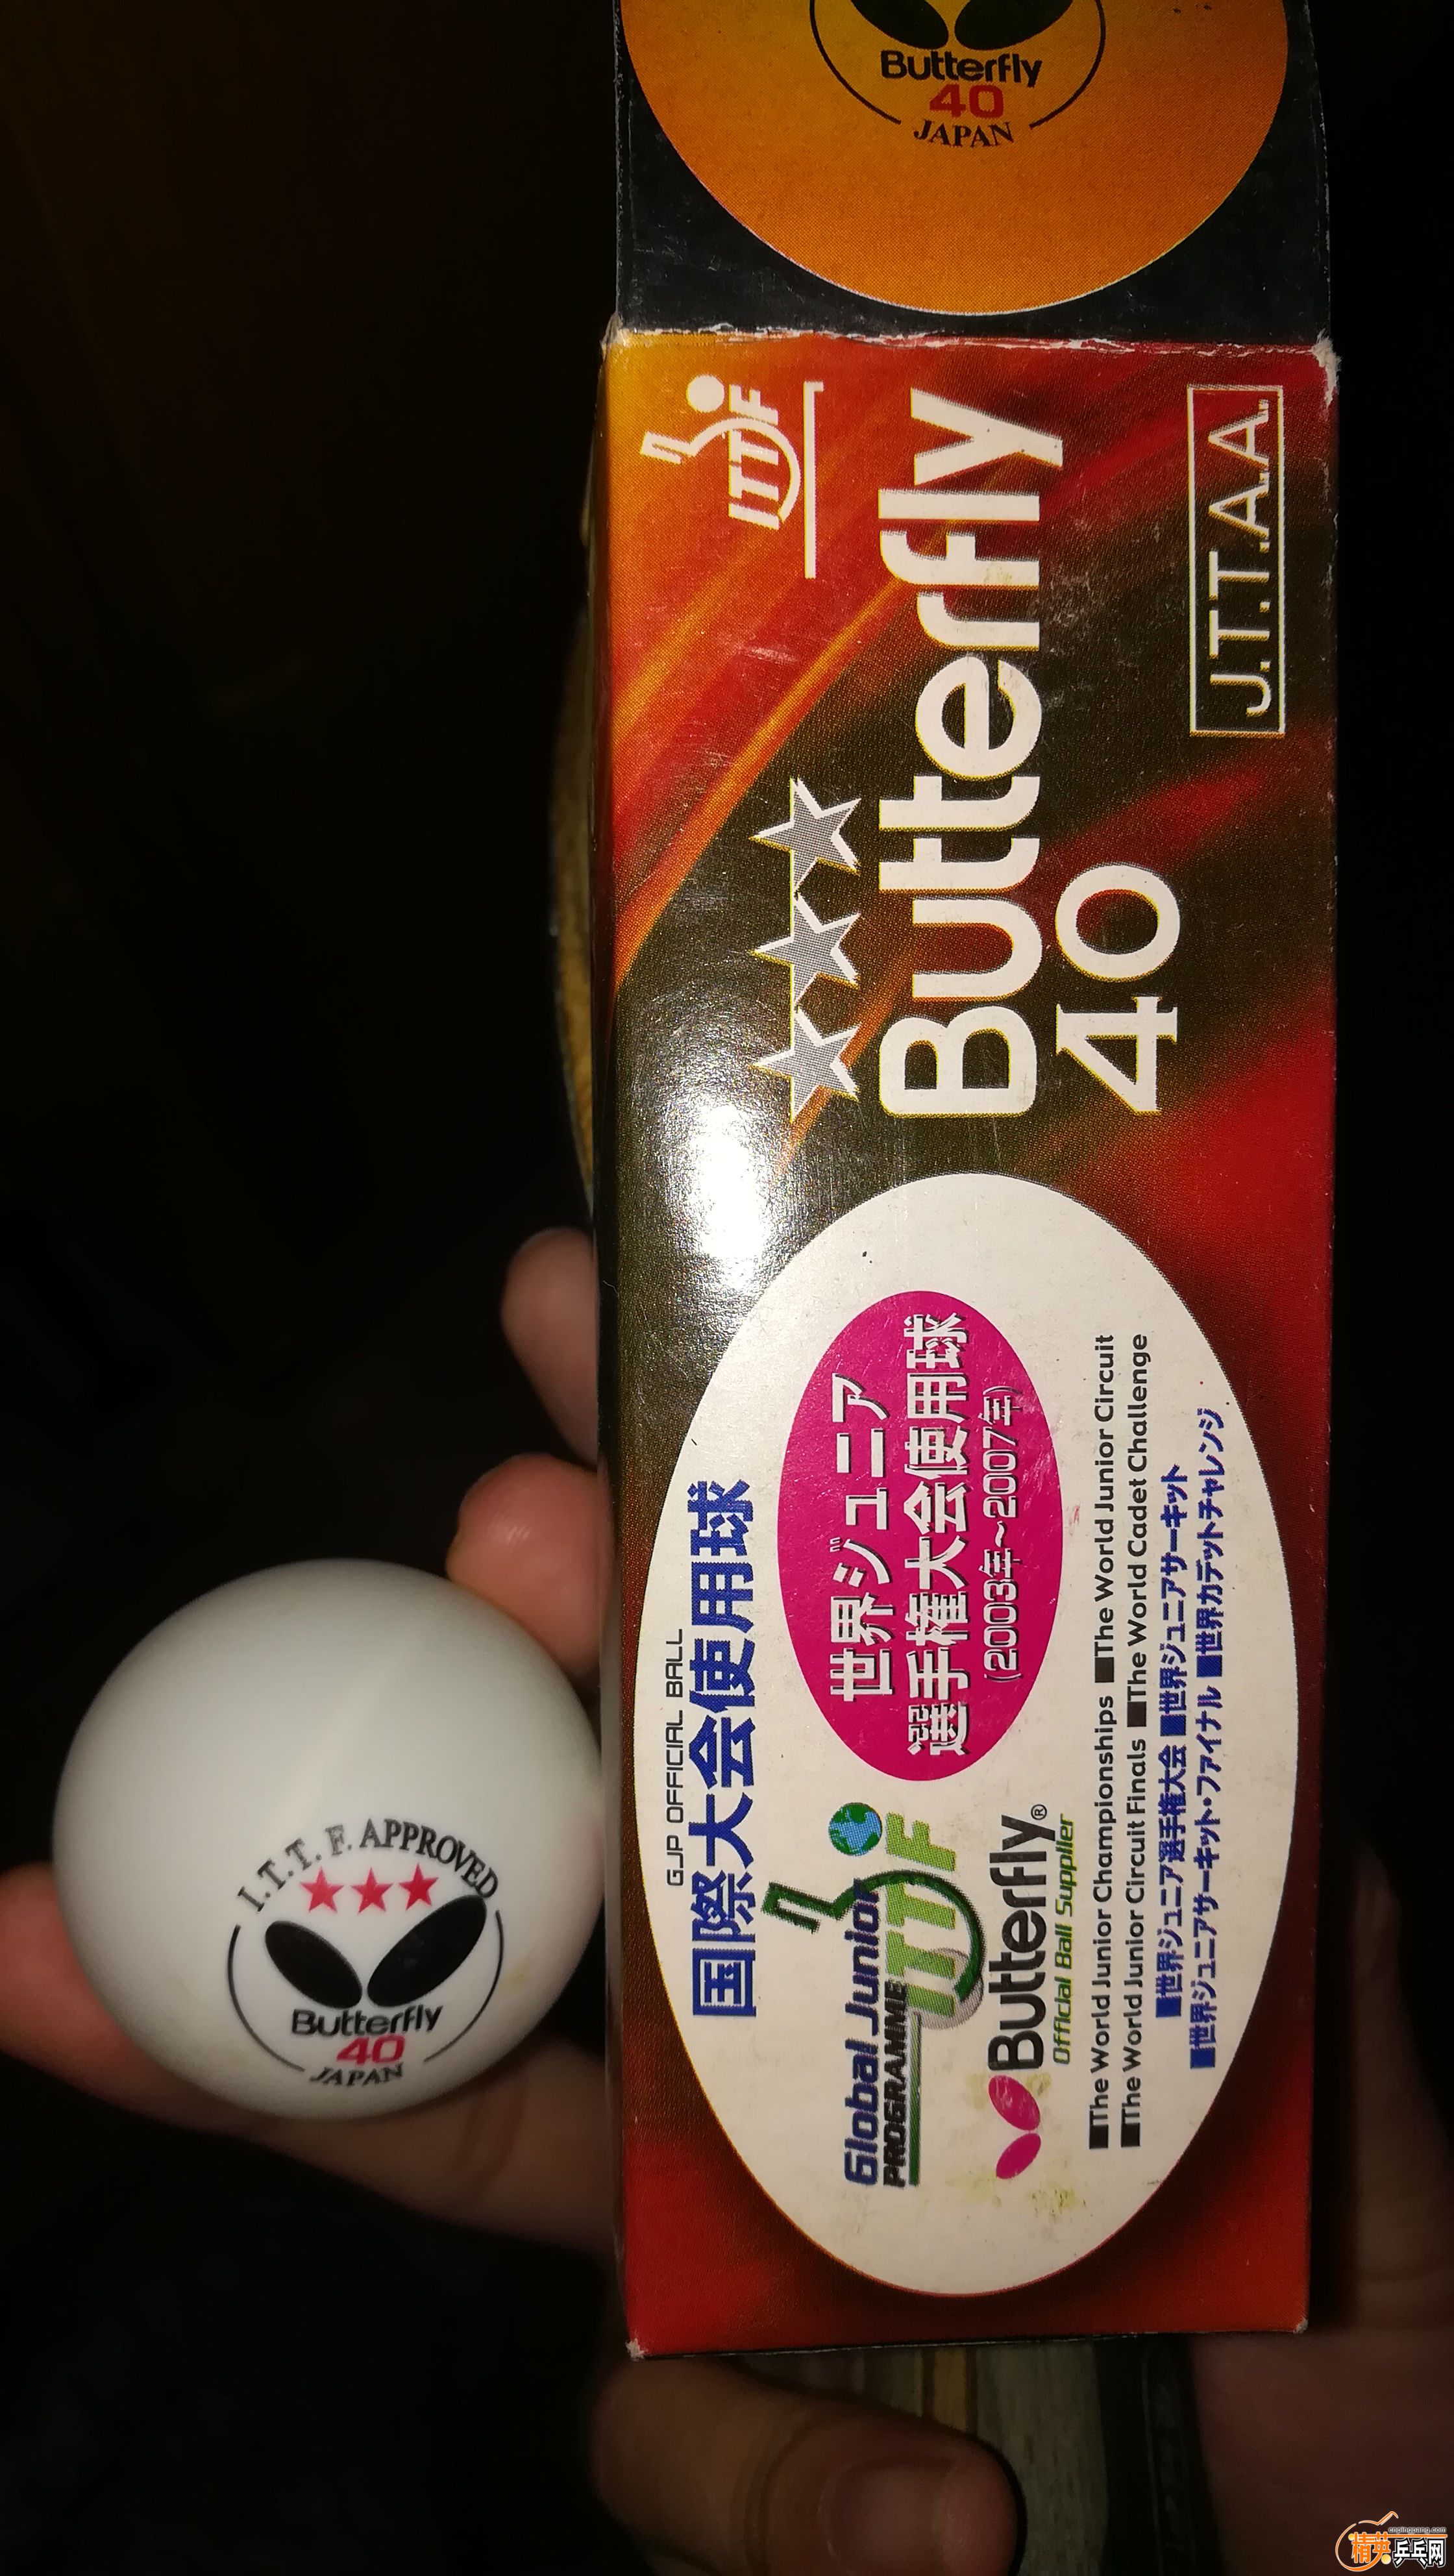 Butterfly
40
JAPAN
ITTF
Butterfly
40
J.T.T.A.A.
GJP OFFICIAL BALL
国際大会使用球
Global Junior
PROGRAMME
ITTF
世界ジュニア
選手権大会使用球
(2003年~2007年)
Butterfly®
Official Ball Supplier
■The World Junior Championships ■The World Junior Circuit
■The World Junior Circuit Finals ■The World Cadet Challenge
■世界ジュニア選手権大会 ■世界ジュニアサーキット
■世界ジュニアサーキット・ファイナル ■世界カデットチャレンジ
I.T.T.F. APPROVED
Butterfly
40
JAPAN
cnpingpang.com
精英乒乓网